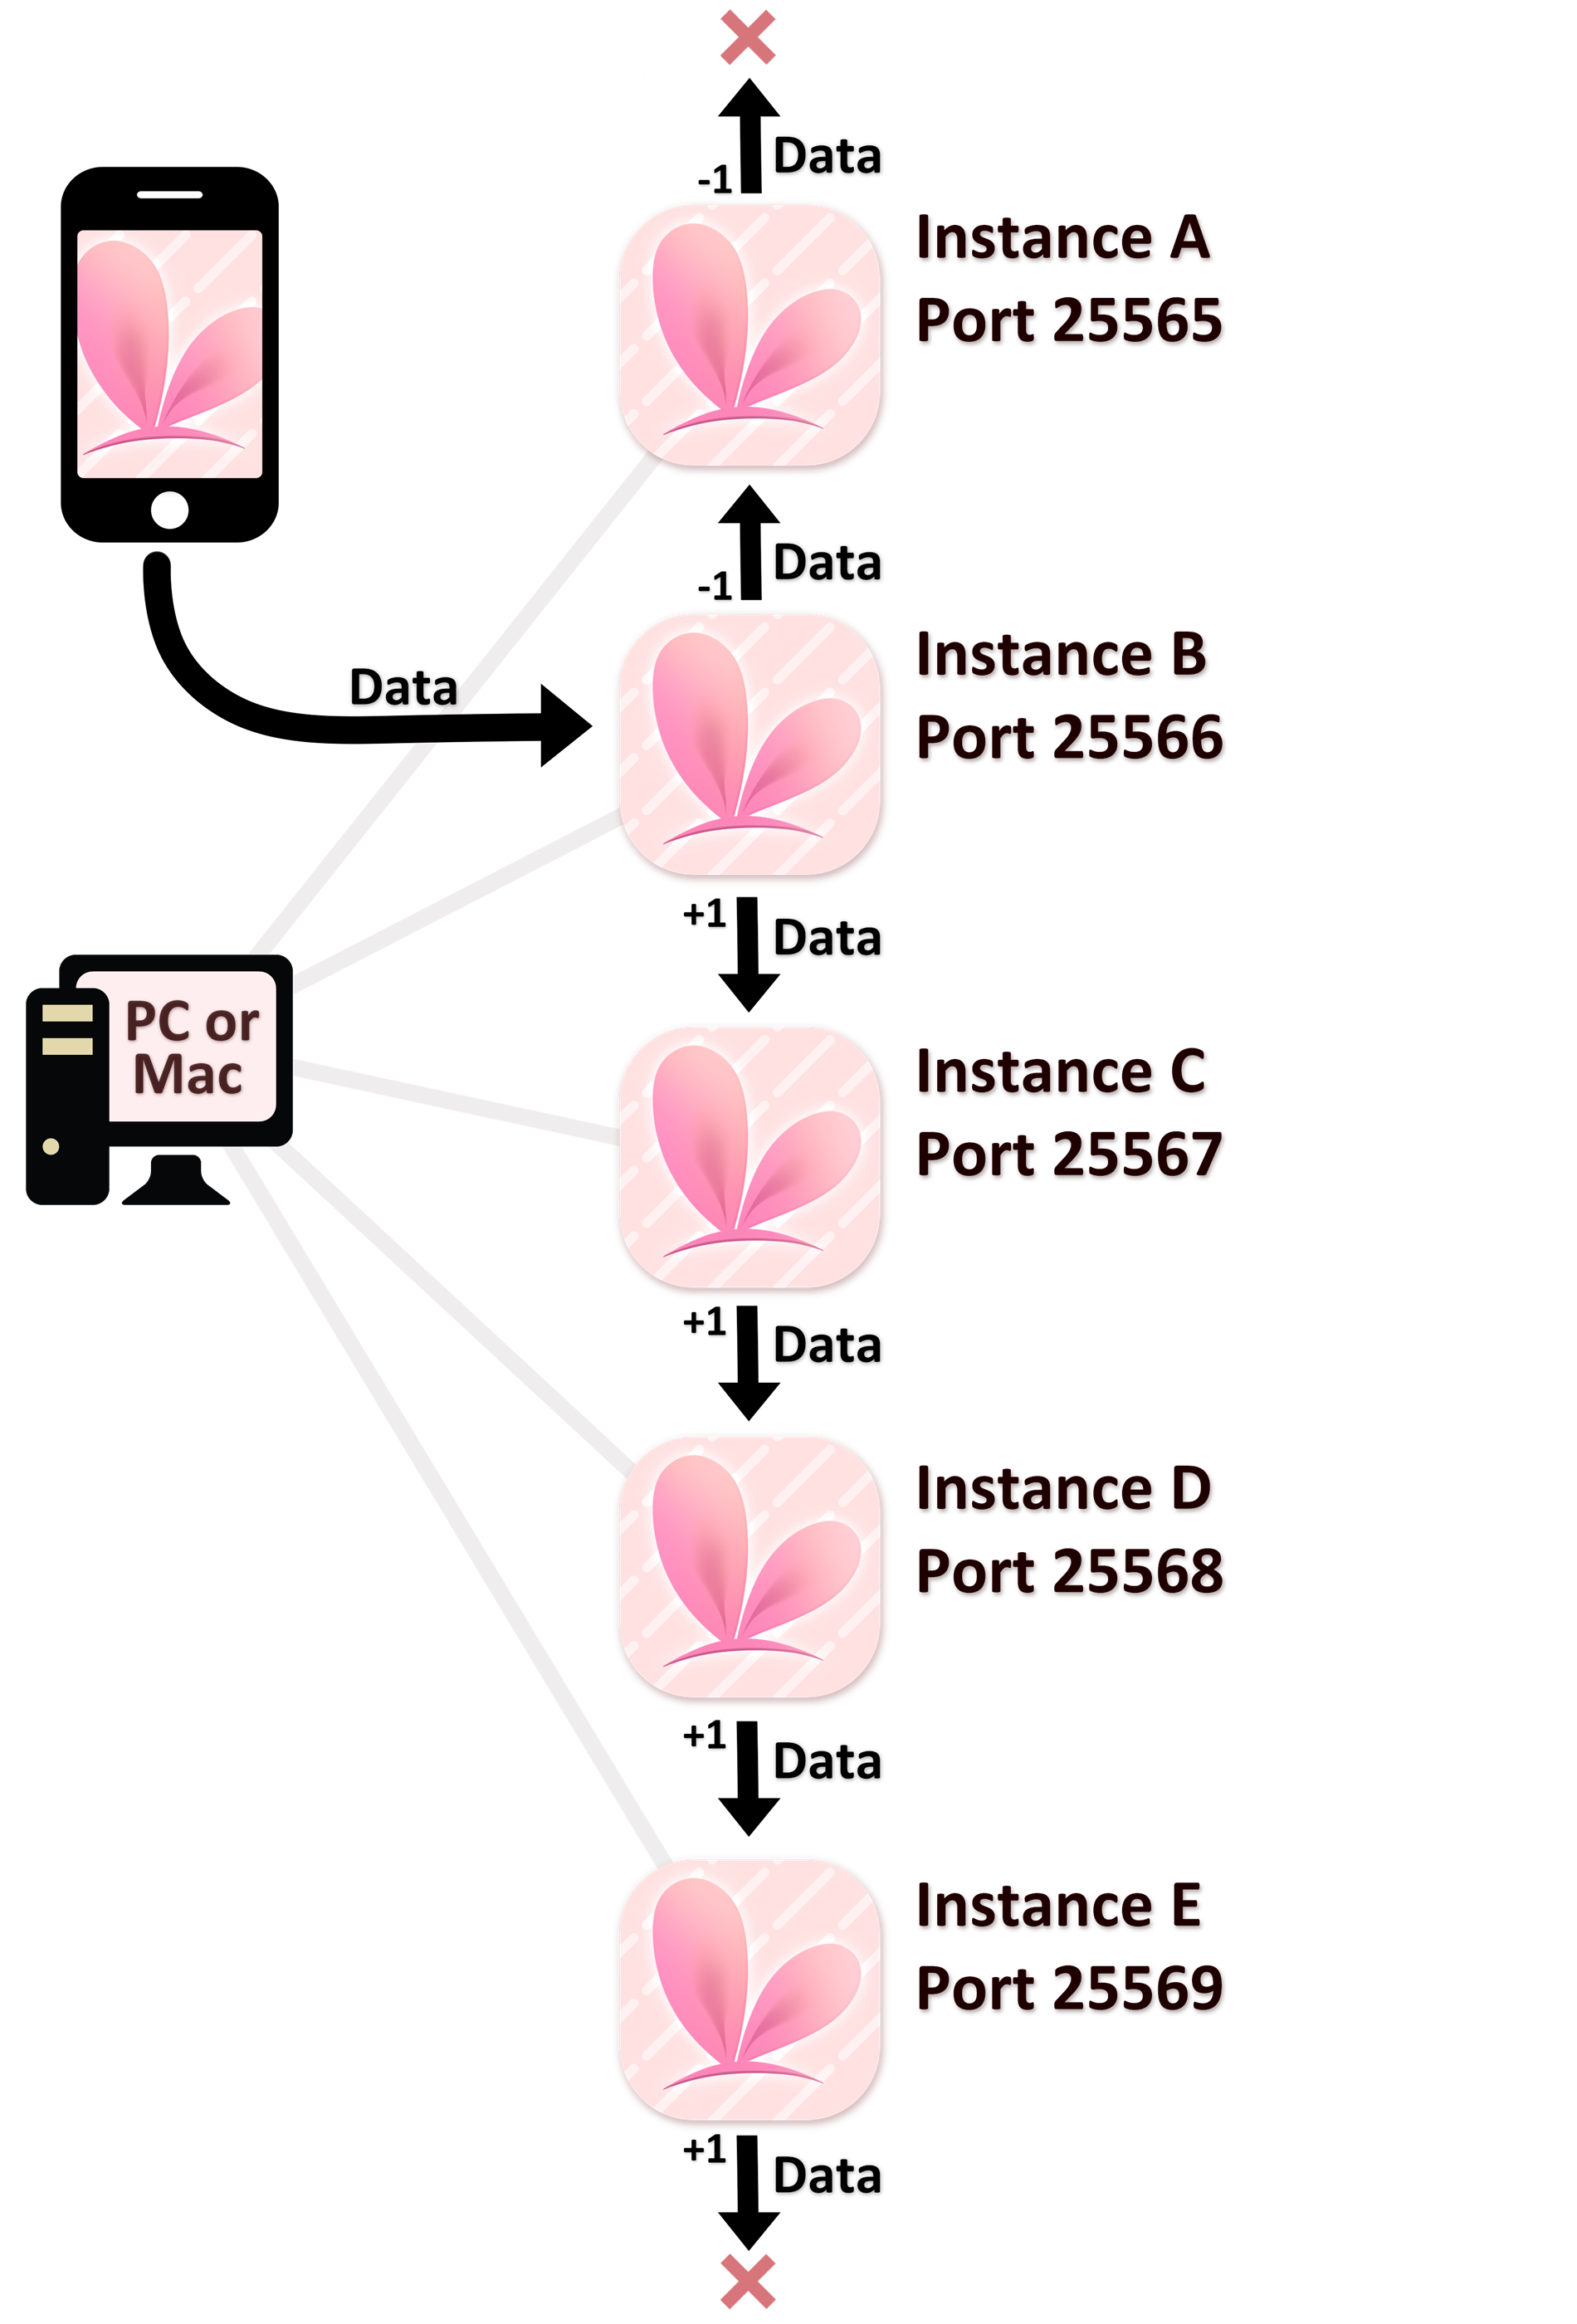 Data
-1
Instance A
Port 25565
Data
-1
Instance B
Port 25566
Data
+1
Data
PC or
Mac
Instance C
Port 25567
+1
Data
Instance D
Port 25568
+1
Data
Instance E
Port 25569
+1
Data